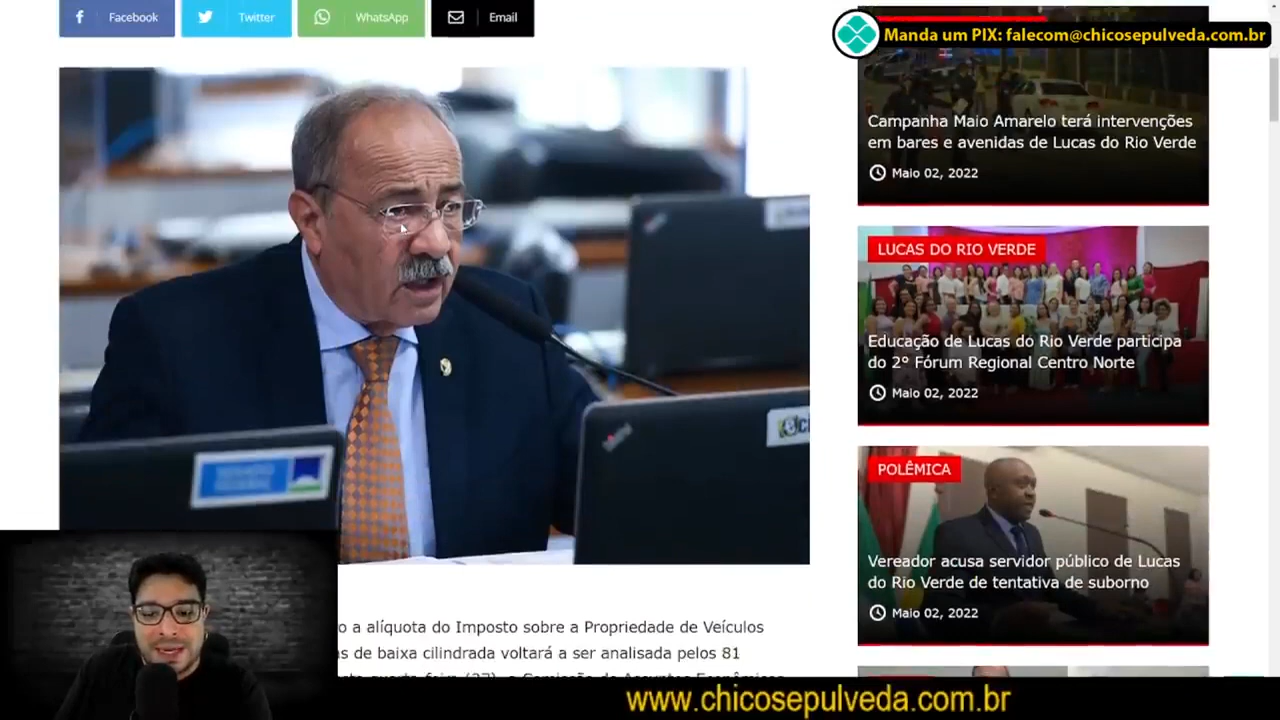 Facebook
Twitter
WhatsApp
Email
Manda um PIX: falecom@chicosepulveda.com.br
Campanha Maio Amarelo terá intervenções
em bares e avenidas de Lucas do Rio Verde
Maio 02, 2022
LUCAS DO RIO VERDE
Educação de Lucas do Rio Verde participa
do 2° Fórum Regional Centro Norte
Maio 02, 2022
POLÊMICA
Vereador acusa servidor público de Lucas
do Rio Verde de tentativa de suborno
Maio 02, 2022
o a alíquota do Imposto sobre a Propriedade de Veículos
de baixa cilindrada voltará a ser analisada pelos 81
www.chicosepulveda.com.br